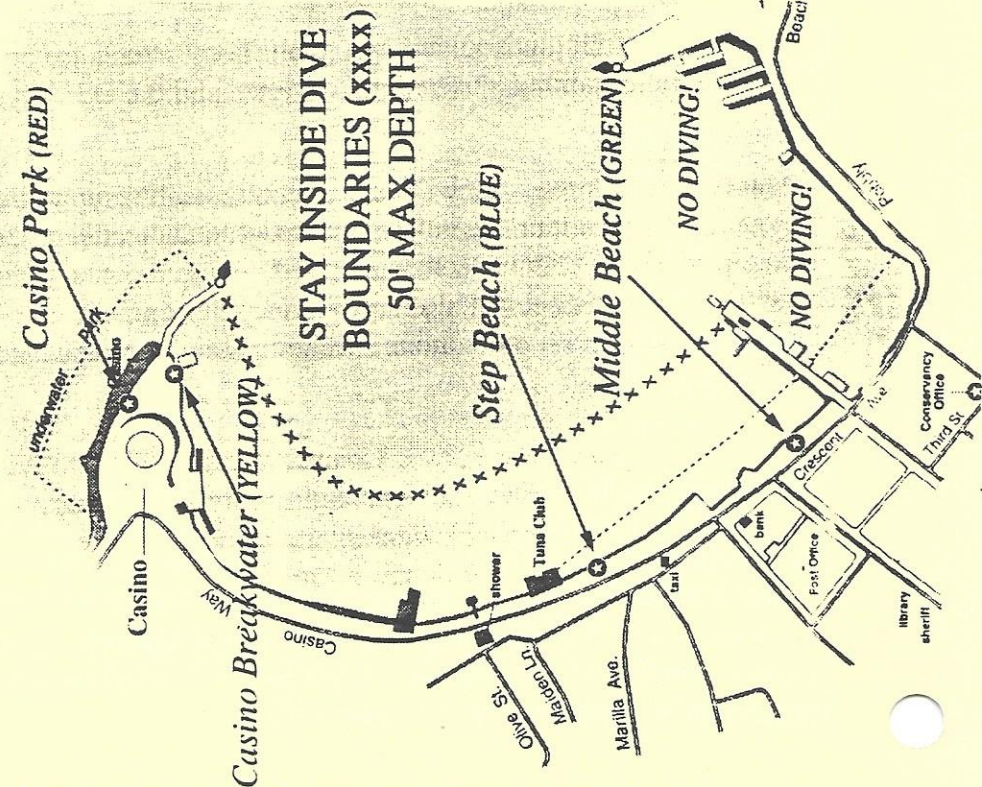 Casino Park (RED)
underwater
Park
Casino
STAY INSIDE DIVE
BOUNDARIES (xxxx)
50' MAX DEPTH
Casino
Casino Breakwater (YELLOW)
Casino Way
Step Beach (BLUE)
Middle Beach (GREEN)
NO DIVING!
NO DIVING!
Beach
Pebbly
shower
Tuna Club
Olive St.
Maiden Ln.
Marilla Ave.
taxi
bank
Post Office
library
sheriff
Crescent Ave
Conservancy
Office
Third St